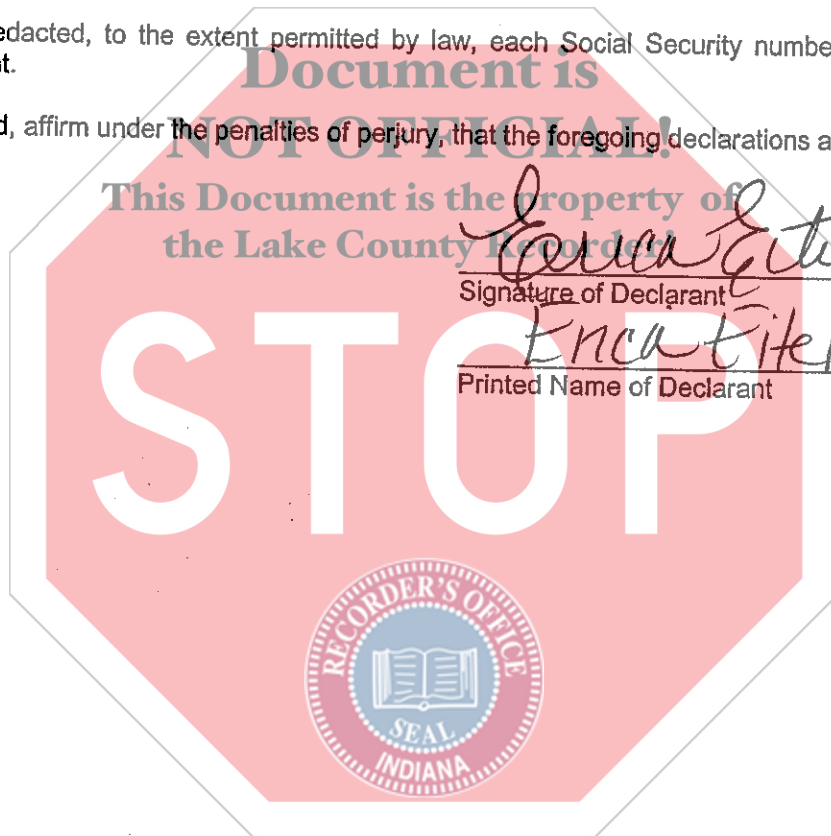 edacted, to the extent permitted by law, each Social Security numbe
t.
Document is
d, affirm under the penalties of perjury, that the foregoing declarations a
NOT OFFICIAL!
This Document is the property of
the Lake County Recorder!
Erica
Signature of Declarant
Erica Eite
Printed Name of Declarant
STOP
RECORDER'S OFFICE
SEAL
INDIANA